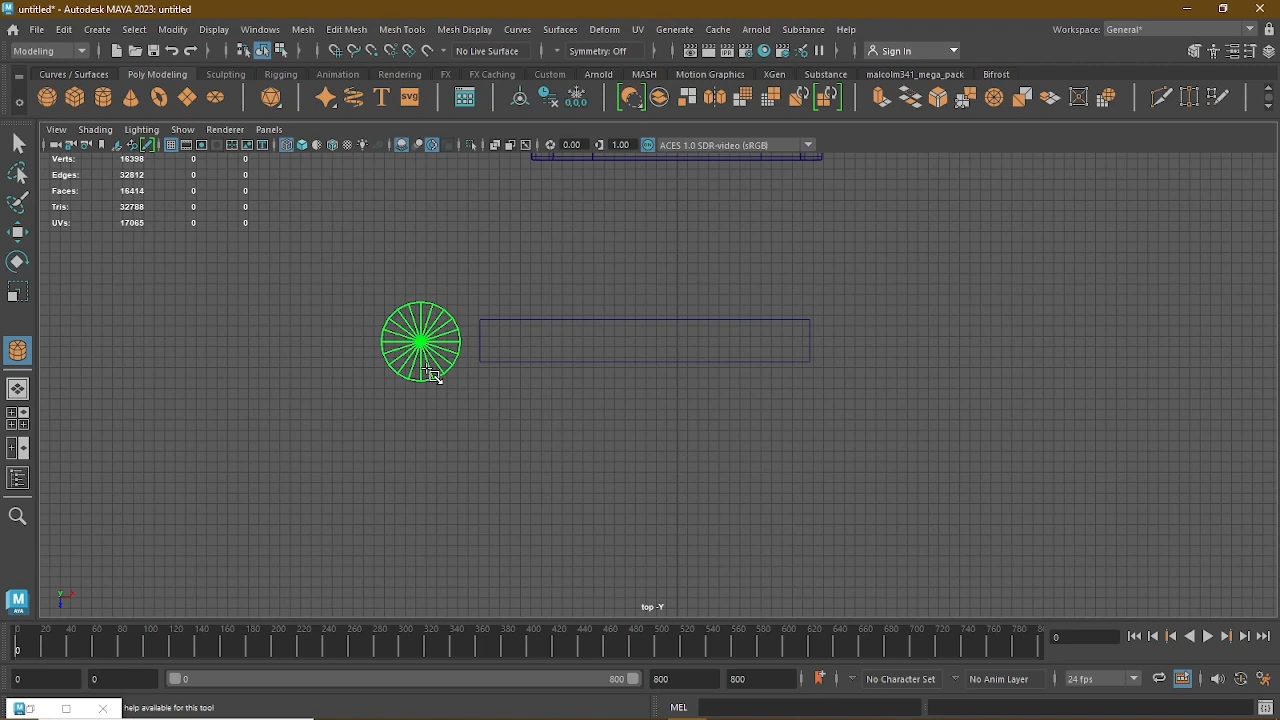 untitled* - Autodesk MAYA 2023: untitled
File Edit Create Select Modify Display Windows Mesh Edit Mesh Mesh Tools Mesh Display Curves Surfaces Deform UV Generate Cache Arnold Substance Help Workspace: General*
Modeling No Live Surface Symmetry: Off Sign In
Curves / Surfaces Poly Modeling Sculpting Rigging Animation Rendering FX FX Caching Custom Arnold MASH Motion Graphics XGen Substance malcolm341_mega_pack Bifrost
View Shading Lighting Show Renderer Panels
0.00 1.00 ACES 1.0 SDR-video (sRGB)
Verts: 16398 0 0
Edges: 32812 0 0
Faces: 16414 0 0
Tris: 32788 0 0
UVs: 17065 0 0
top -Y
0 20 40 60 80 100 120 140 160 180 200 220 240 260 280 300 320 340 360 380 400 420 440 460 480 500 520 540 560 580 600 620 640 660 680 700 720 740 760 780 8
0 0
0 0 0 800 800 800 No Character Set No Anim Layer 24 fps
help available for this tool MEL